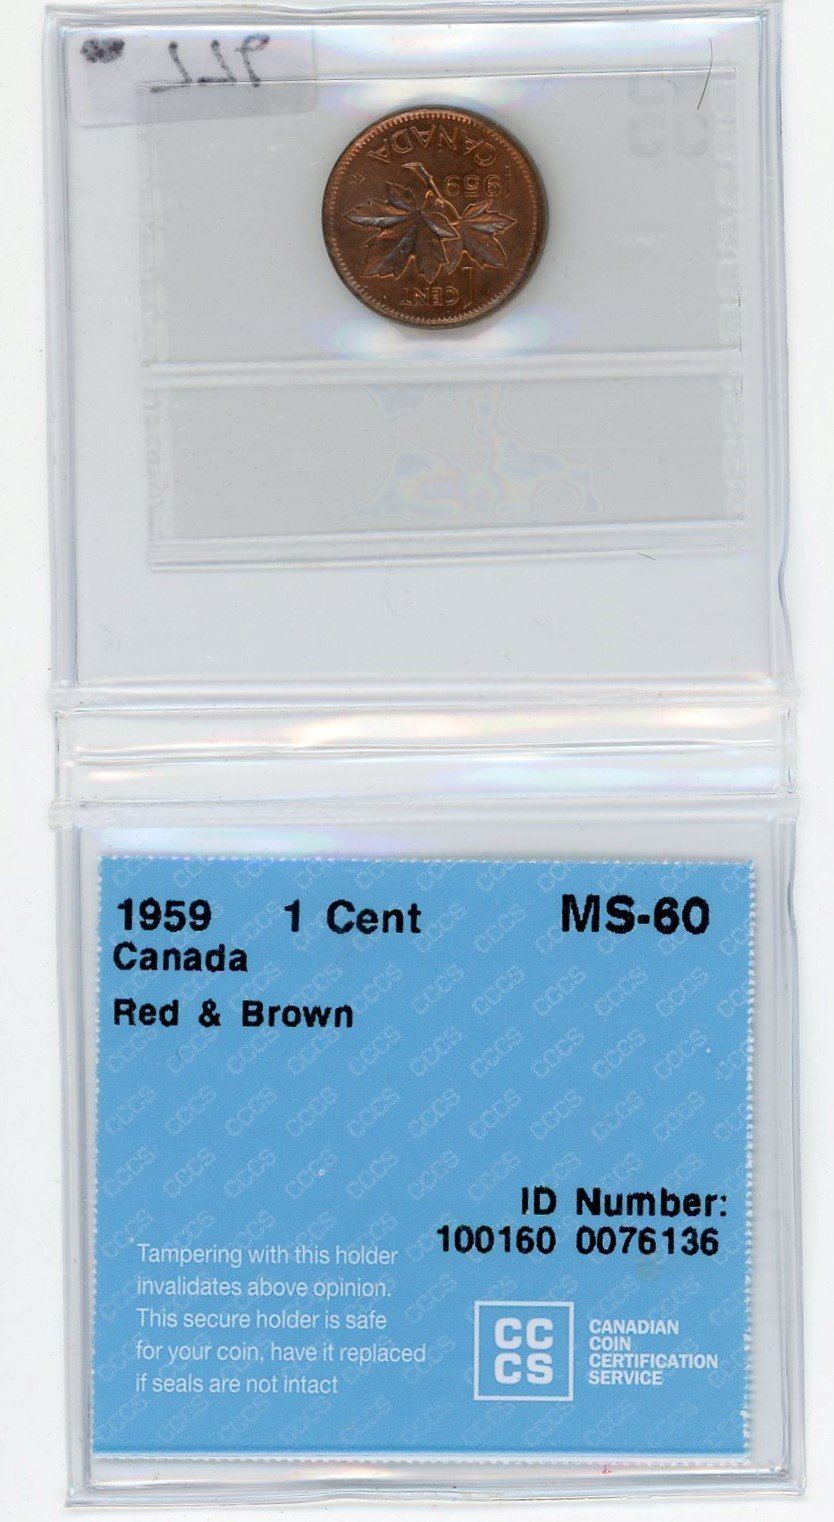 776
1 CENT
1959
CANADA
1959 1 Cent MS-60
Canada
Red & Brown
ID Number:
100160 0076136
Tampering with this holder
invalidates above opinion.
This secure holder is safe
for your coin, have it replaced
if seals are not intact
CC
CS
CANADIAN
COIN
CERTIFICATION
SERVICE